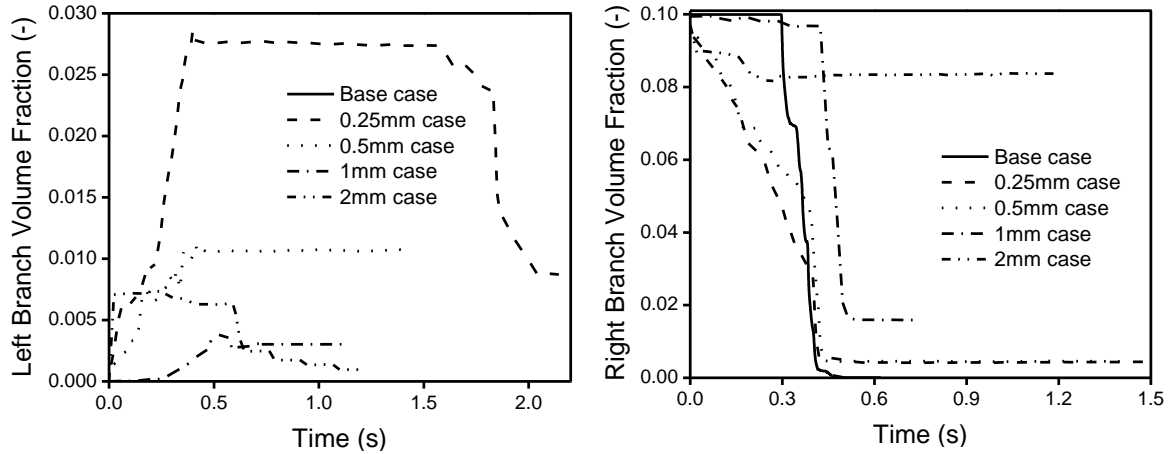 Left Branch Volume Fraction (-)
0.030
0.025
0.020
0.015
0.010
0.005
0.000
Base case
0.25mm case
0.5mm case
1mm case
2mm case
0.0 0.5 1.0 1.5 2.0
Time (s)
Right Branch Volume Fraction (-)
0.10
0.08
0.06
0.04
0.02
0.00
Base case
0.25mm case
0.5mm case
1mm case
2mm case
0.0 0.3 0.6 0.9 1.2 1.5
Time (s)